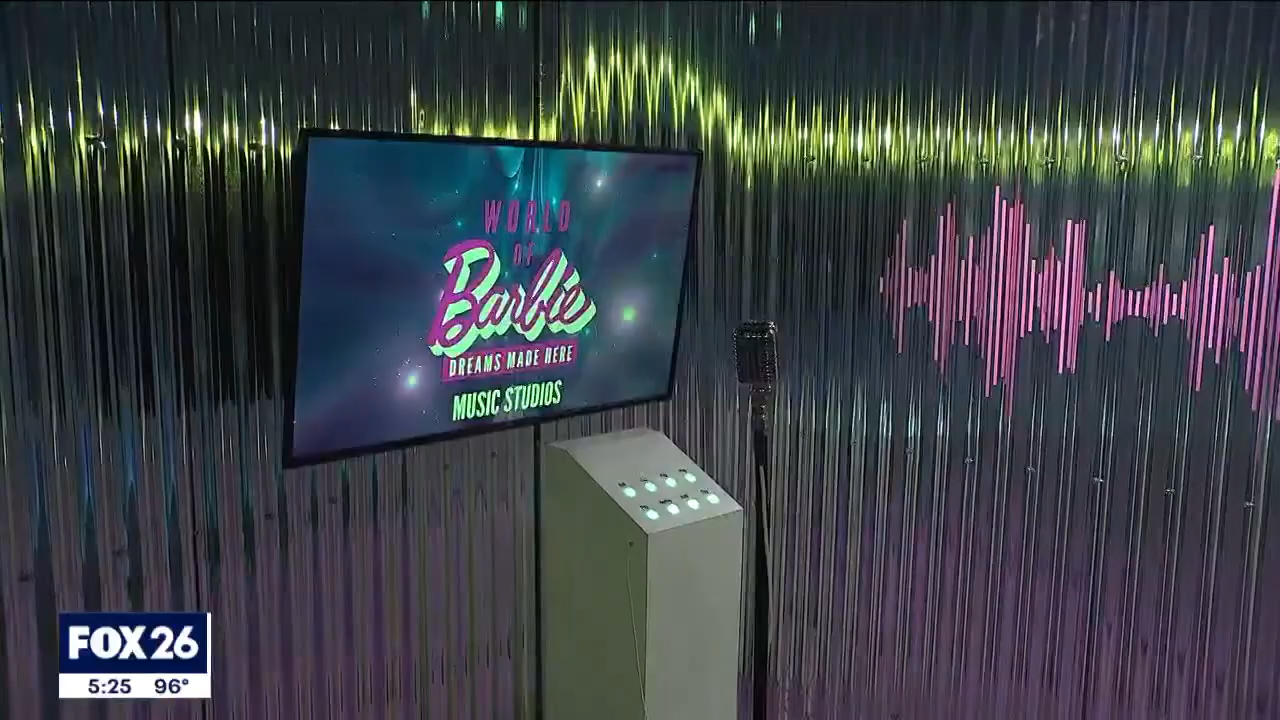 WORLD
OF
Barbie
DREAMS MADE HERE
MUSIC STUDIOS
FOX 26
5:25 96°